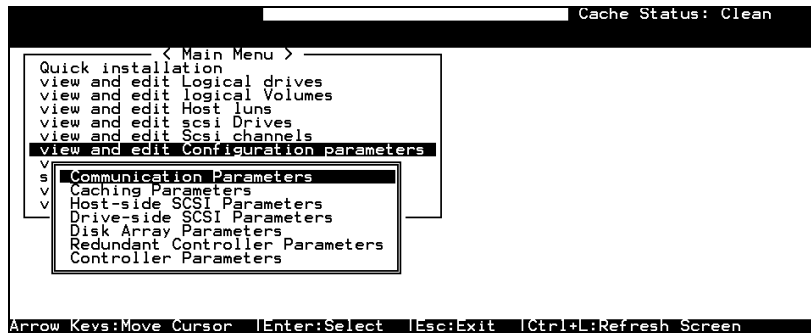 Cache Status: Clean
< Main Menu >
Quick installation
view and edit Logical drives
view and edit logical Volumes
view and edit Host luns
view and edit scsi Drives
view and edit Scsi channels
view and edit Configuration parameters
v
s Communication Parameters
v Caching Parameters
v Host-side SCSI Parameters
Drive-side SCSI Parameters
Disk Array Parameters
Redundant Controller Parameters
Controller Parameters
Arrow Keys:Move Cursor |Enter:Select |Esc:Exit |Ctrl+L:Refresh Screen